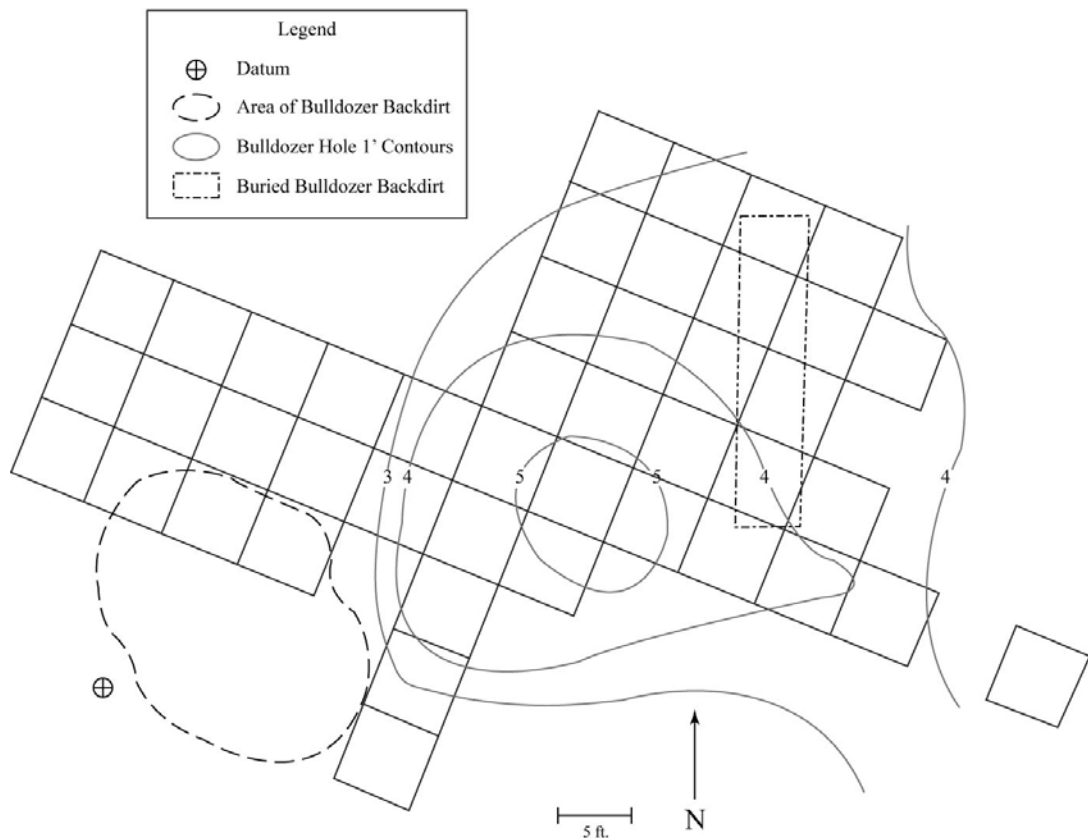 Legend
Datum
Area of Bulldozer Backdirt
Bulldozer Hole 1' Contours
Buried Bulldozer Backdirt
3 4 5 5 4 4
N
5 ft.